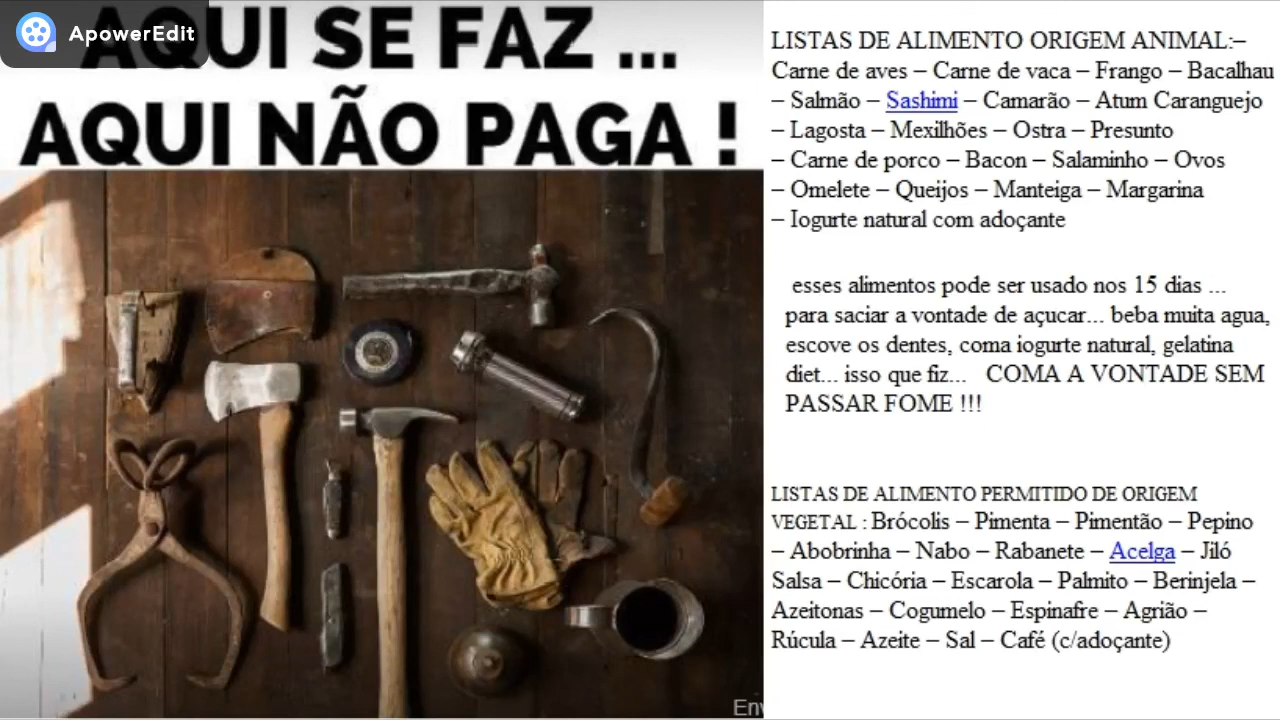 ApowerEdit
AQUI SE FAZ ...
AQUI NÃO PAGA !
LISTAS DE ALIMENTO ORIGEM ANIMAL:–
Carne de aves – Carne de vaca – Frango – Bacalhau
– Salmão – Sashimi – Camarão – Atum Caranguejo
– Lagosta – Mexilhões – Ostra – Presunto
– Carne de porco – Bacon – Salaminho – Ovos
– Omelete – Queijos – Manteiga – Margarina
– Iogurte natural com adoçante
esses alimentos pode ser usado nos 15 dias ...
para saciar a vontade de açucar... beba muita agua,
escove os dentes, coma iogurte natural, gelatina
diet... isso que fiz... COMA A VONTADE SEM
PASSAR FOME !!!
LISTAS DE ALIMENTO PERMITIDO DE ORIGEM
VEGETAL : Brócolis – Pimenta – Pimentão – Pepino
– Abobrinha – Nabo – Rabanete – Acelga – Jiló
Salsa – Chicória – Escarola – Palmito – Berinjela –
Azeitonas – Cogumelo – Espinafre – Agrião –
Rúcula – Azeite – Sal – Café (c/adoçante)